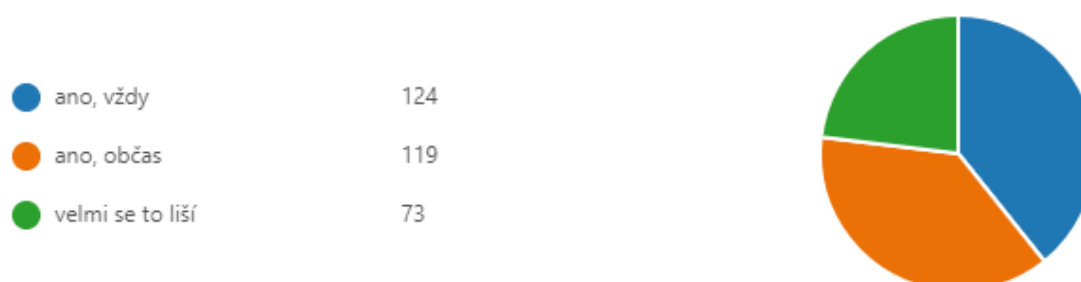 ano, vždy 124
ano, občas 119
velmi se to liší 73